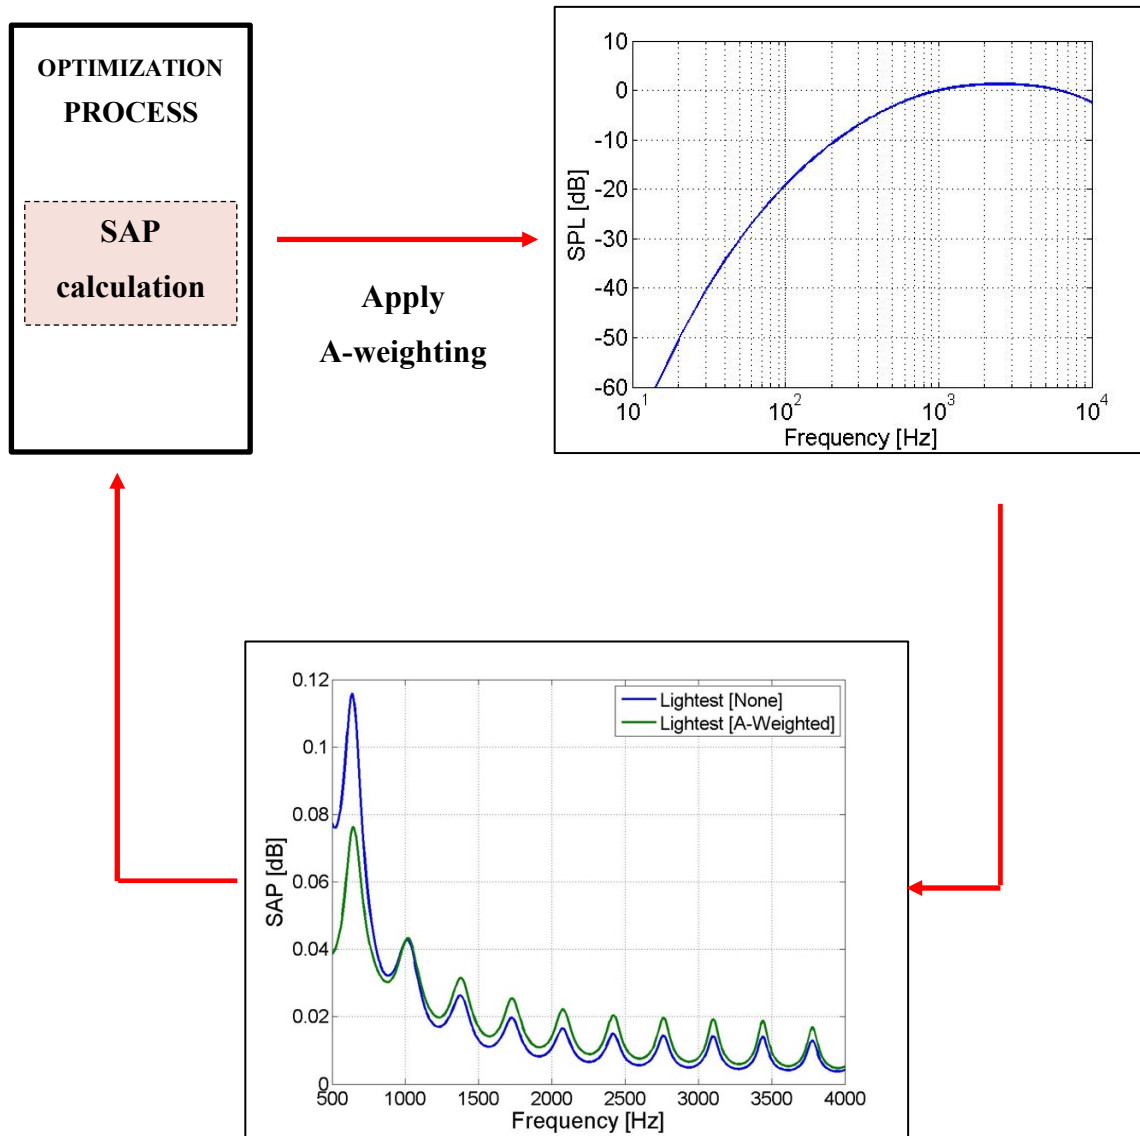 OPTIMIZATION
PROCESS
SAP
calculation
Apply
A-weighting
10
0
-10
-20
-30
-40
-50
-60
SPL [dB]
10^1
10^2
10^3
10^4
Frequency [Hz]
0.12
0.1
0.08
0.06
0.04
0.02
0
SAP [dB]
Lightest [None]
Lightest [A-Weighted]
500
1000
1500
2000
2500
3000
3500
4000
Frequency [Hz]